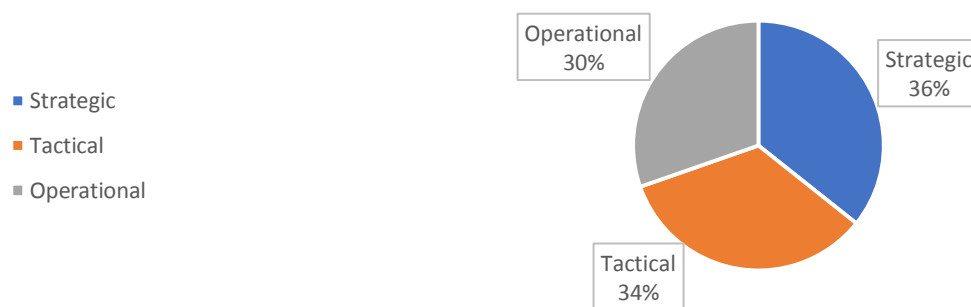 Strategic
Tactical
Operational
Operational
30%
Strategic
36%
Tactical
34%